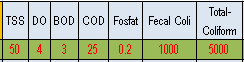 TSS DO BOD COD Fosfat Fecal Coli Total-Coliform
50 4 3 25 0.2 1000 5000